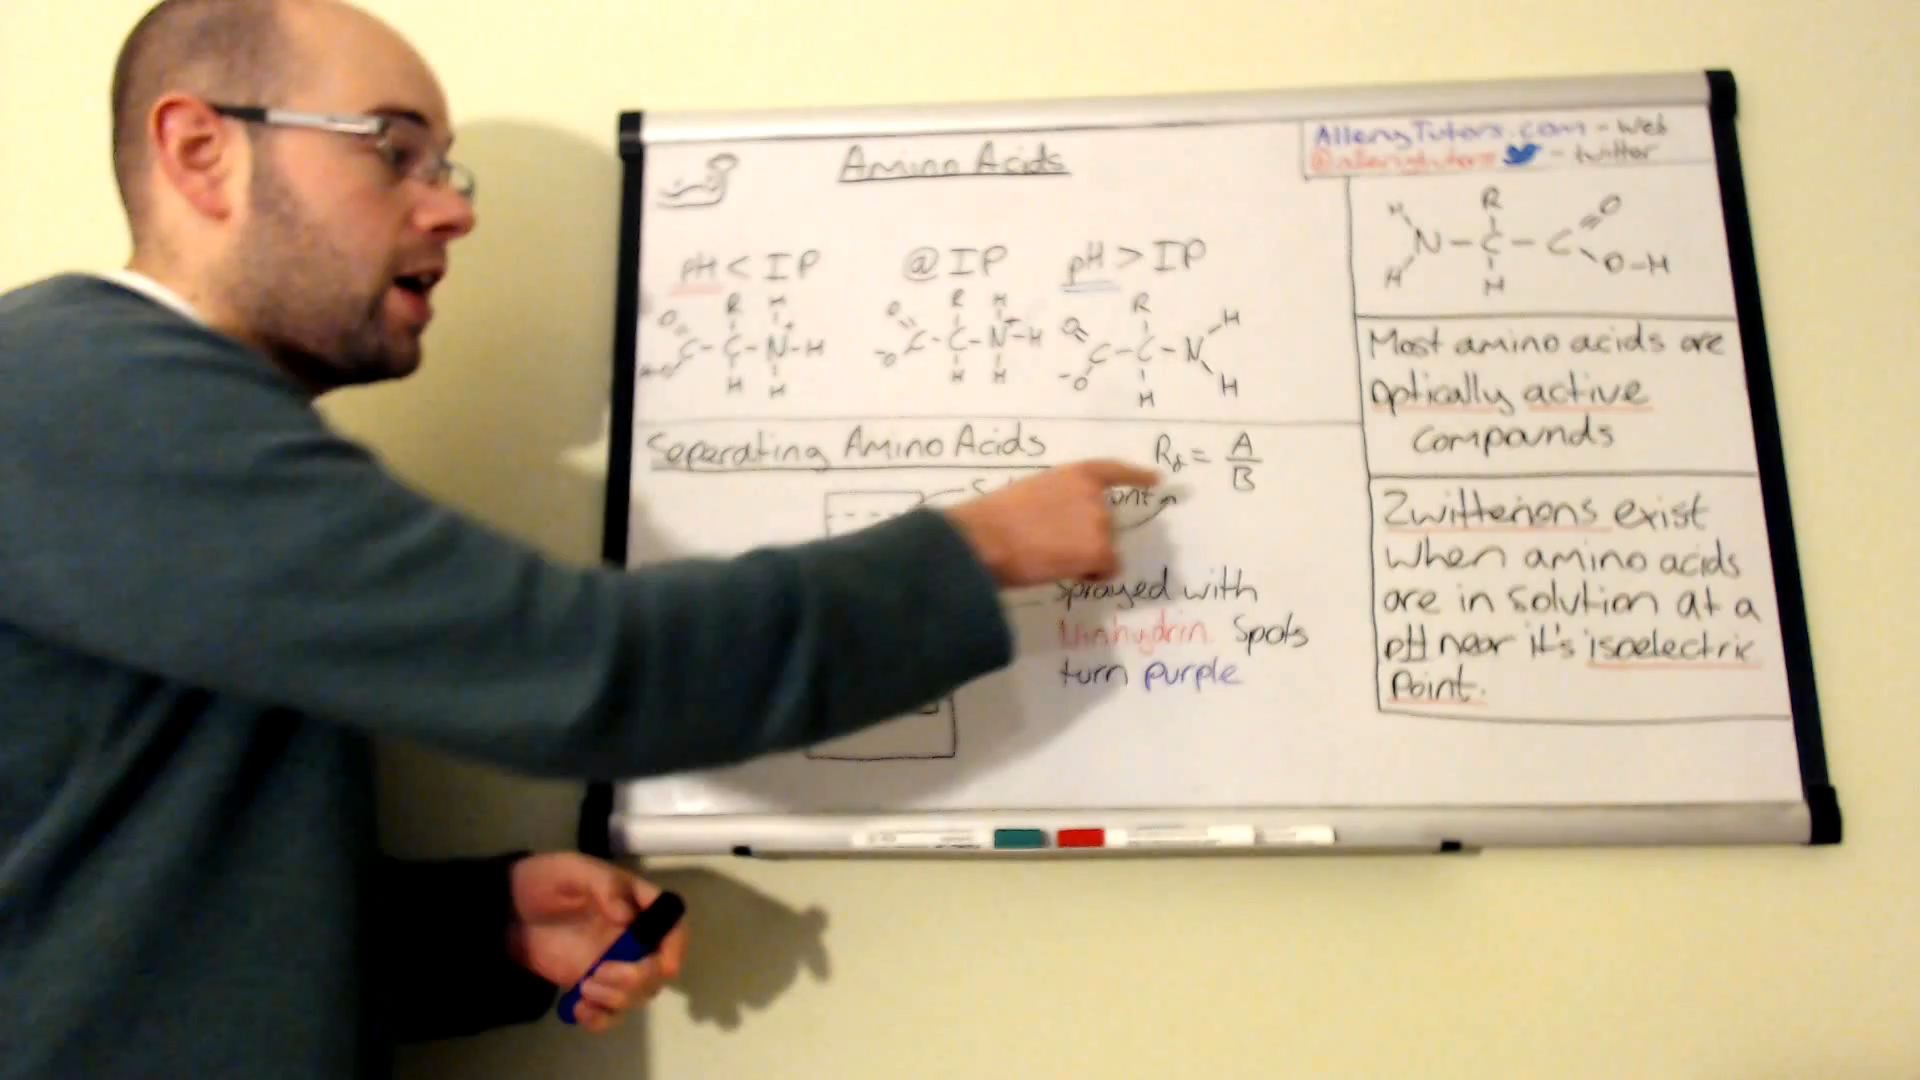 Amino Acids
AllenyTutors.com - Web
@allenytutors - twitter
pH < IP
@ IP
pH > IP
R
H
N - C - C
O
O-H
H
H
Most amino acids are
optically active
compounds
Separating Amino Acids
Rf = A
B
Zwitterions exist
when amino acids
are in solution at a
pH near it's isoelectric
Point.
Sprayed with
Ninhydrin Spots
turn purple